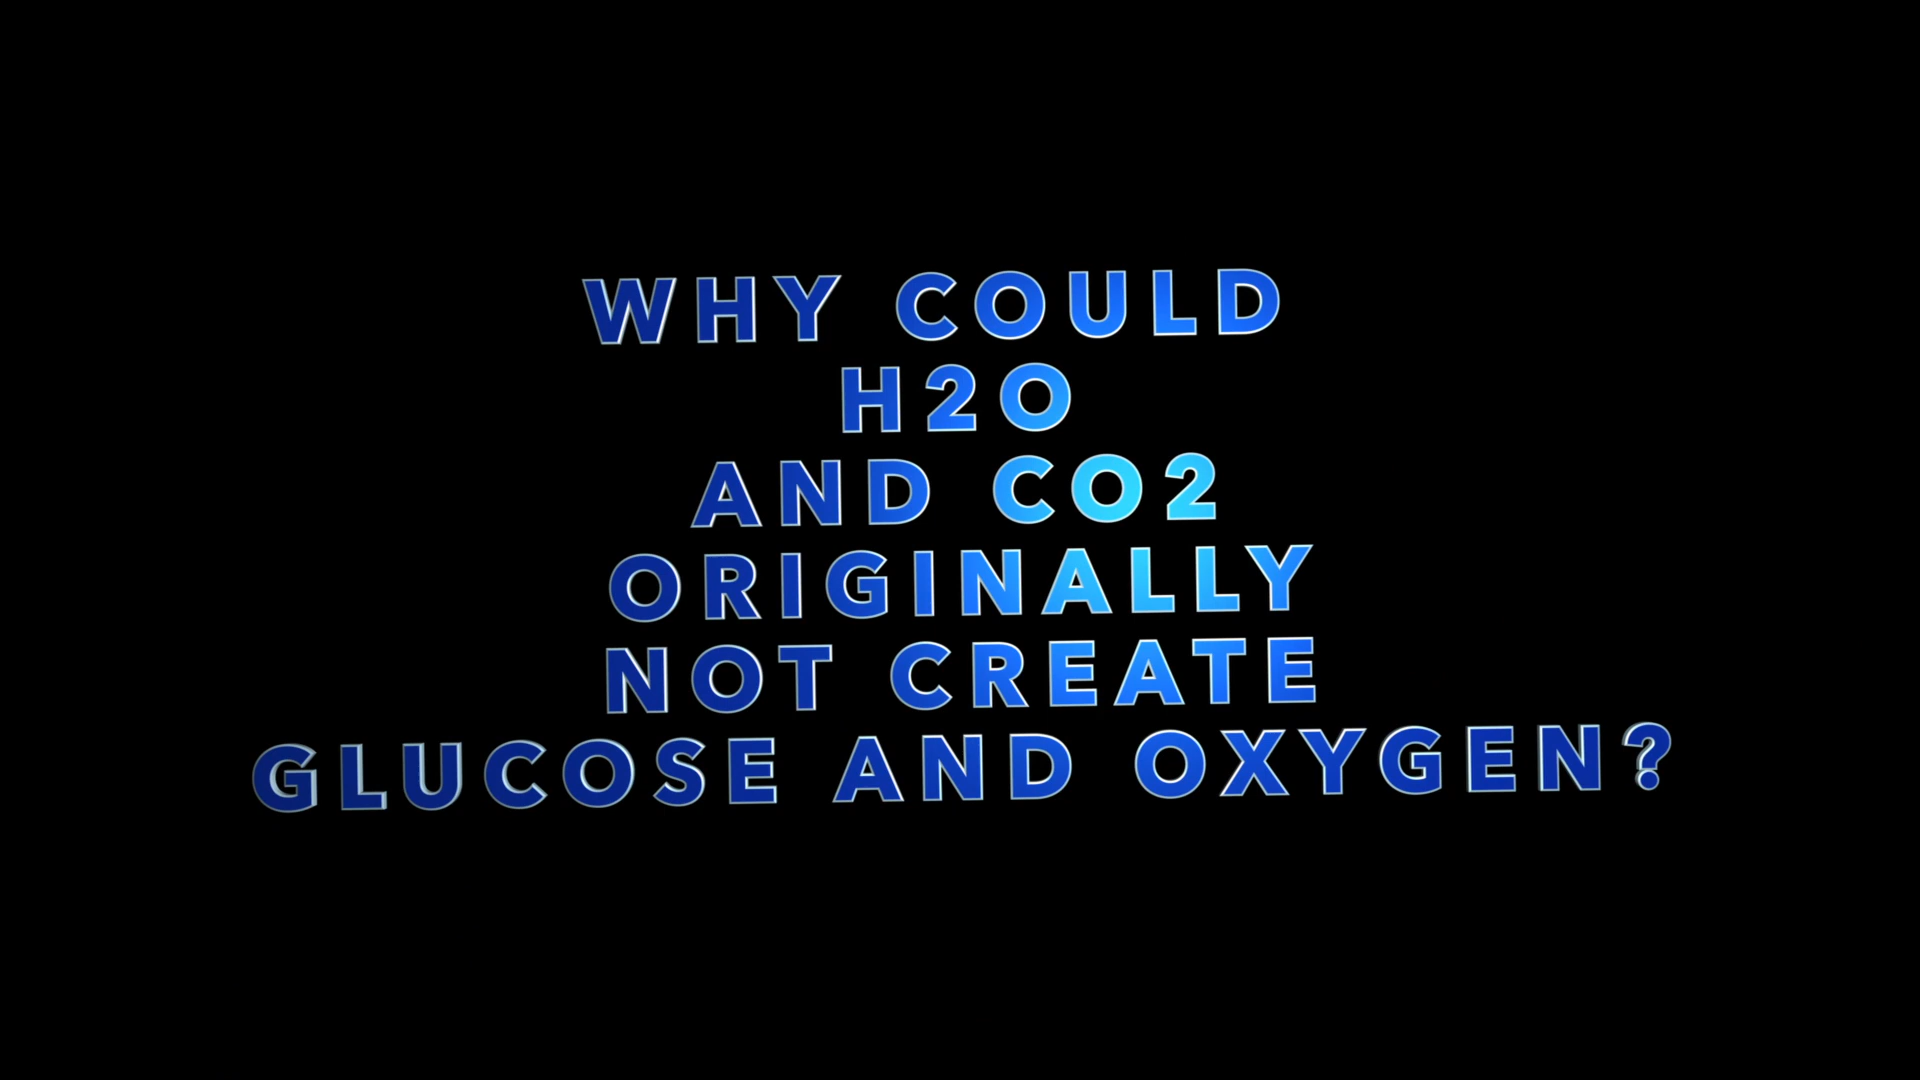 WHY COULD
H2O
AND CO2
ORIGINALLY
NOT CREATE
GLUCOSE AND OXYGEN?